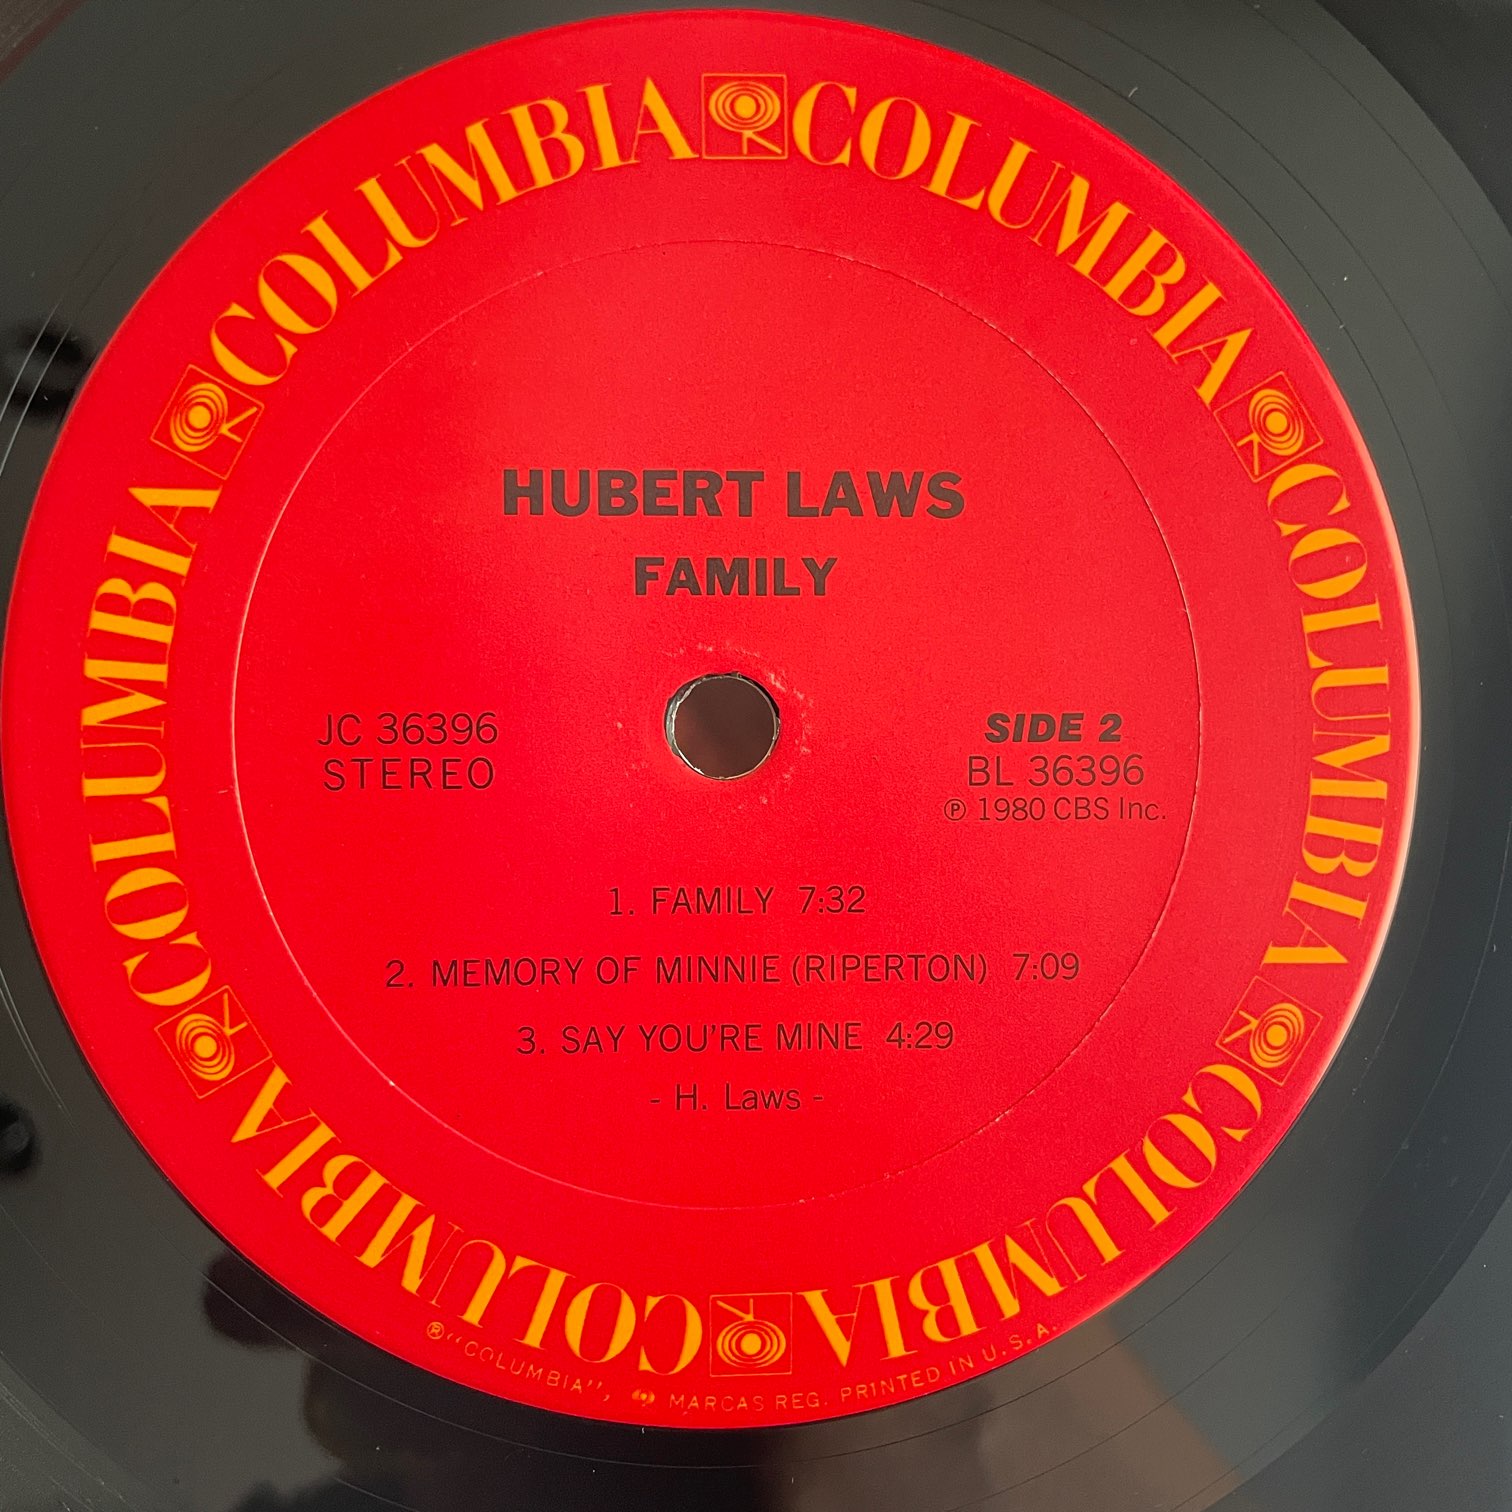 COLUMBIA COLUMBIA COLUMBIA COLUMBIA COLUMBIA COLUMBIA
HUBERT LAWS
FAMILY
JC 36396
STEREO
SIDE 2
BL 36396
℗ 1980 CBS Inc.
1. FAMILY 7:32
2. MEMORY OF MINNIE (RIPERTON) 7:09
3. SAY YOU'RE MINE 4:29
- H. Laws -
® "COLUMBIA", MARCAS REG. PRINTED IN U.S.A.